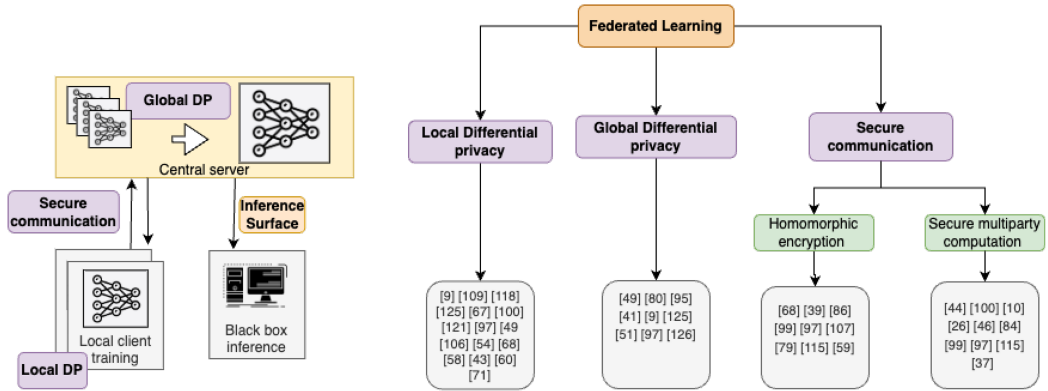 Global DP
Central server
Secure
communication
Inference
Surface
Local client
training
Local DP
Black box
inference
Federated Learning
Local Differential
privacy
Global Differential
privacy
Secure
communication
Homomorphic
encryption
Secure multiparty
computation
[9] [109] [118]
[125] [67] [100]
[121] [97] [49
[106] [54] [68]
[58] [43] [60]
[71]
[49] [80] [95]
[41] [9] [125]
[51] [97] [126]
[68] [39] [86]
[99] [97] [107]
[79] [115] [59]
[44] [100] [10]
[26] [46] [84]
[99] [97] [115]
[37]